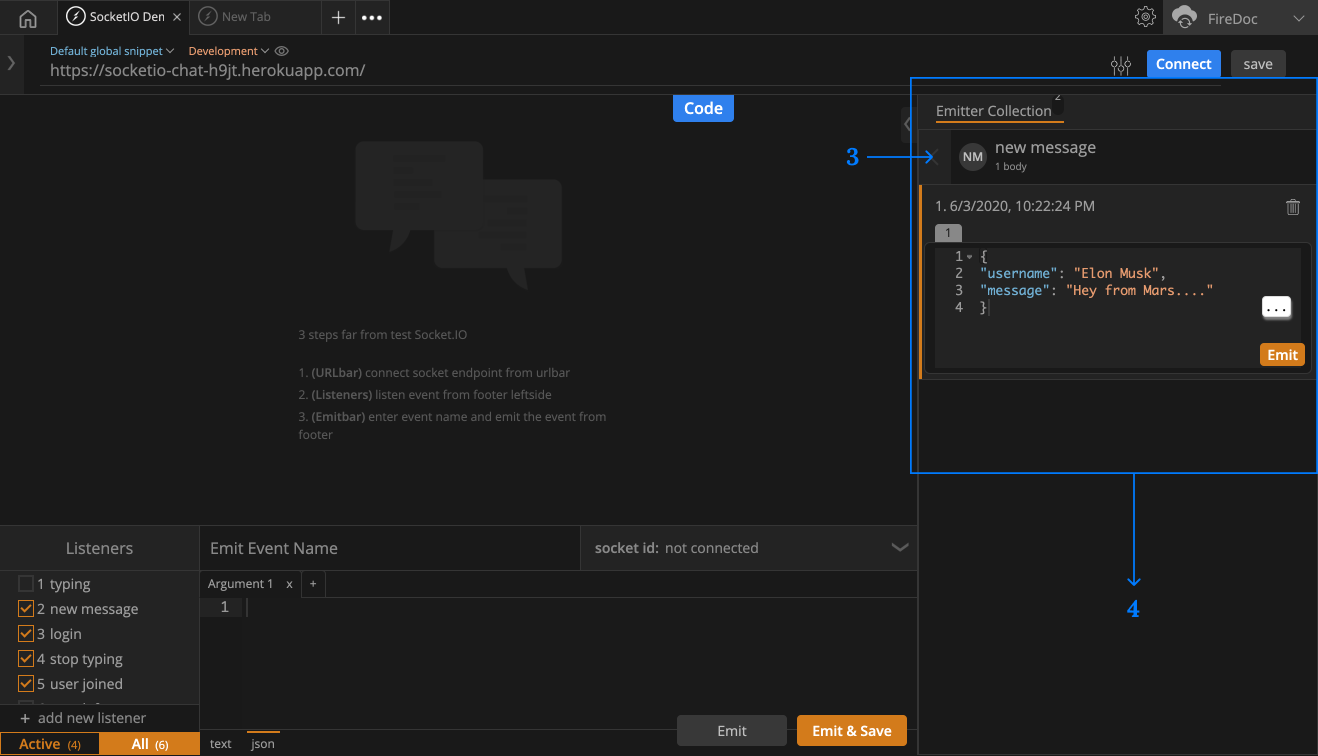 SocketIO Den
New Tab
FireDoc
Default global snippet
Development
https://socketio-chat-h9jt.herokuapp.com/
Connect
save
Code
Emitter Collection
2
3
NM
new message
1 body
1. 6/3/2020, 10:22:24 PM
1
1 {
2 "username": "Elon Musk",
3 "message": "Hey from Mars...."
4 }
...
Emit
3 steps far from test Socket.IO
1. (URLbar) connect socket endpoint from urlbar
2. (Listeners) listen event from footer leftside
3. (Emitbar) enter event name and emit the event from
footer
4
Listeners
1 typing
2 new message
3 login
4 stop typing
5 user joined
+ add new listener
Active (4)
All (6)
Emit Event Name
socket id: not connected
Argument 1 x +
1
text
json
Emit
Emit & Save